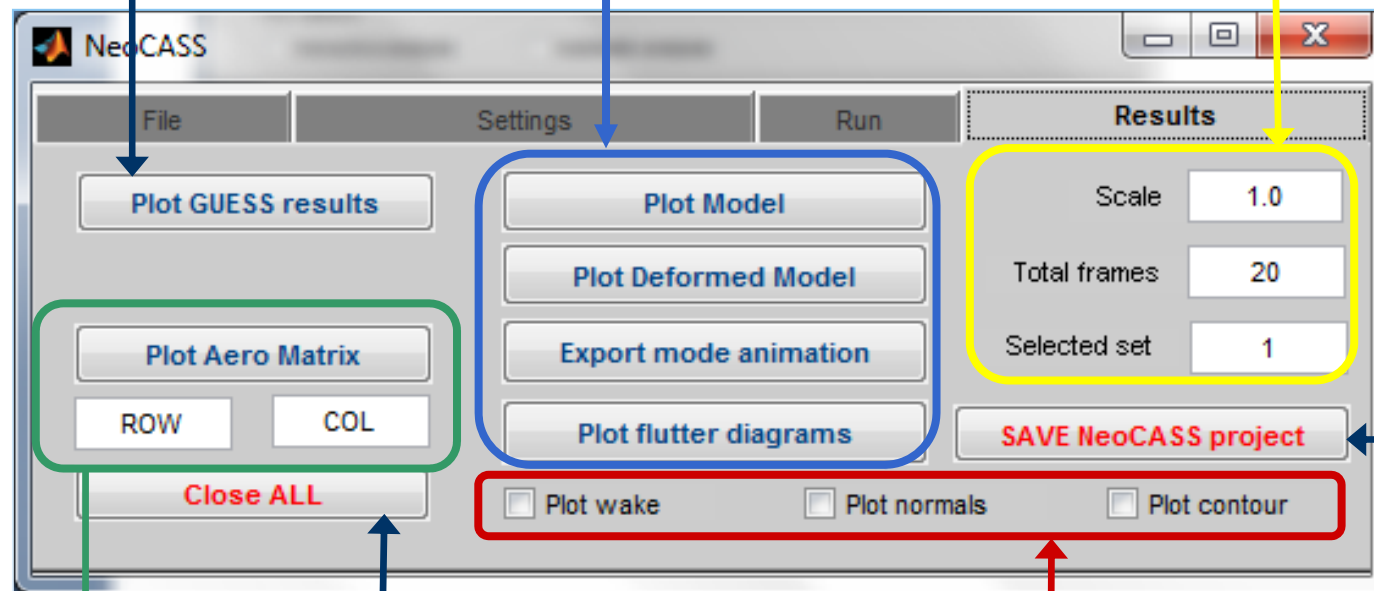 NeoCASS
File Settings Run Results
Plot GUESS results
Plot Model
Scale 1.0
Plot Deformed Model
Total frames 20
Plot Aero Matrix
Export mode animation
Selected set 1
ROW COL
Plot flutter diagrams
SAVE NeoCASS project
Close ALL
Plot wake Plot normals Plot contour